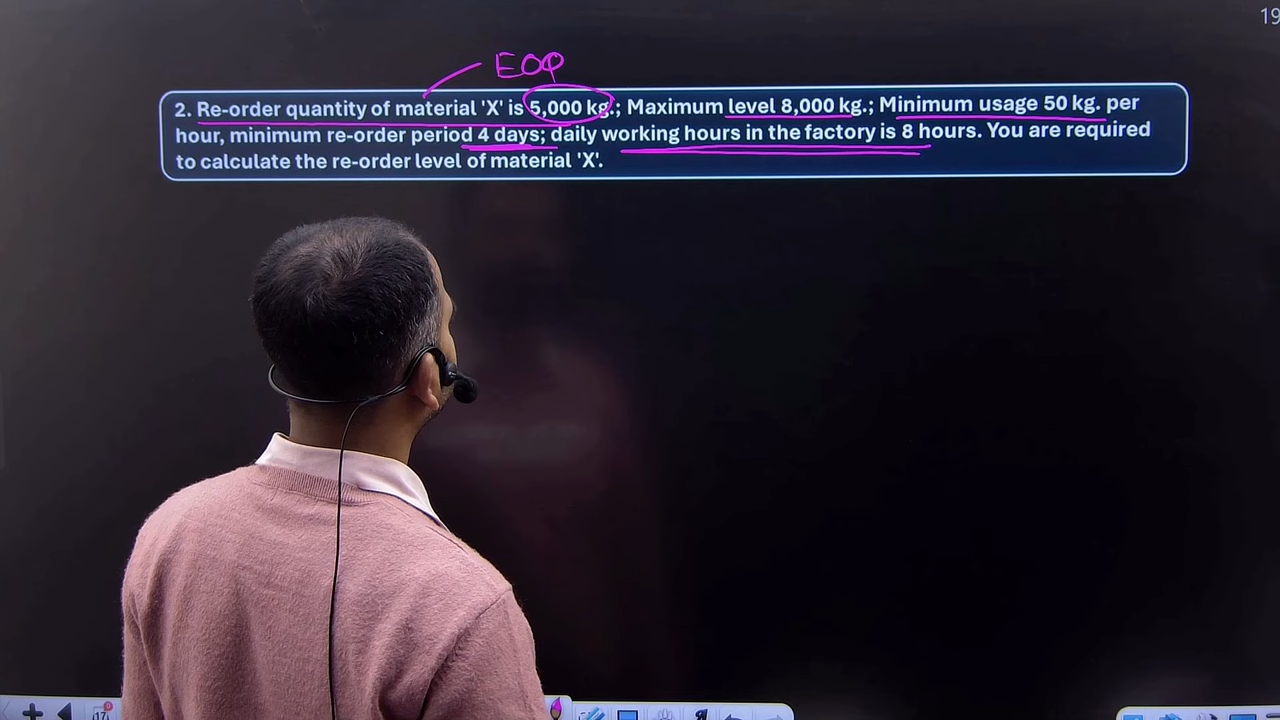 19
EOQ
2. Re-order quantity of material 'X' is 5,000 kg.; Maximum level 8,000 kg.; Minimum usage 50 kg. per
hour, minimum re-order period 4 days; daily working hours in the factory is 8 hours. You are required
to calculate the re-order level of material 'X'.
17